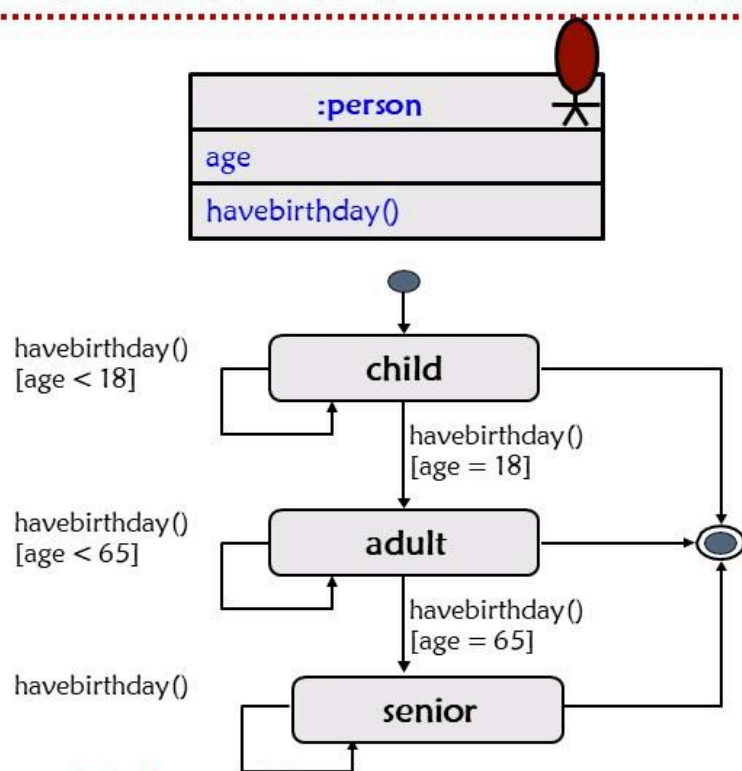 :person
age
havebirthday()
havebirthday()
[age < 18]
child
havebirthday()
[age = 18]
havebirthday()
[age < 65]
adult
havebirthday()
[age = 65]
havebirthday()
senior